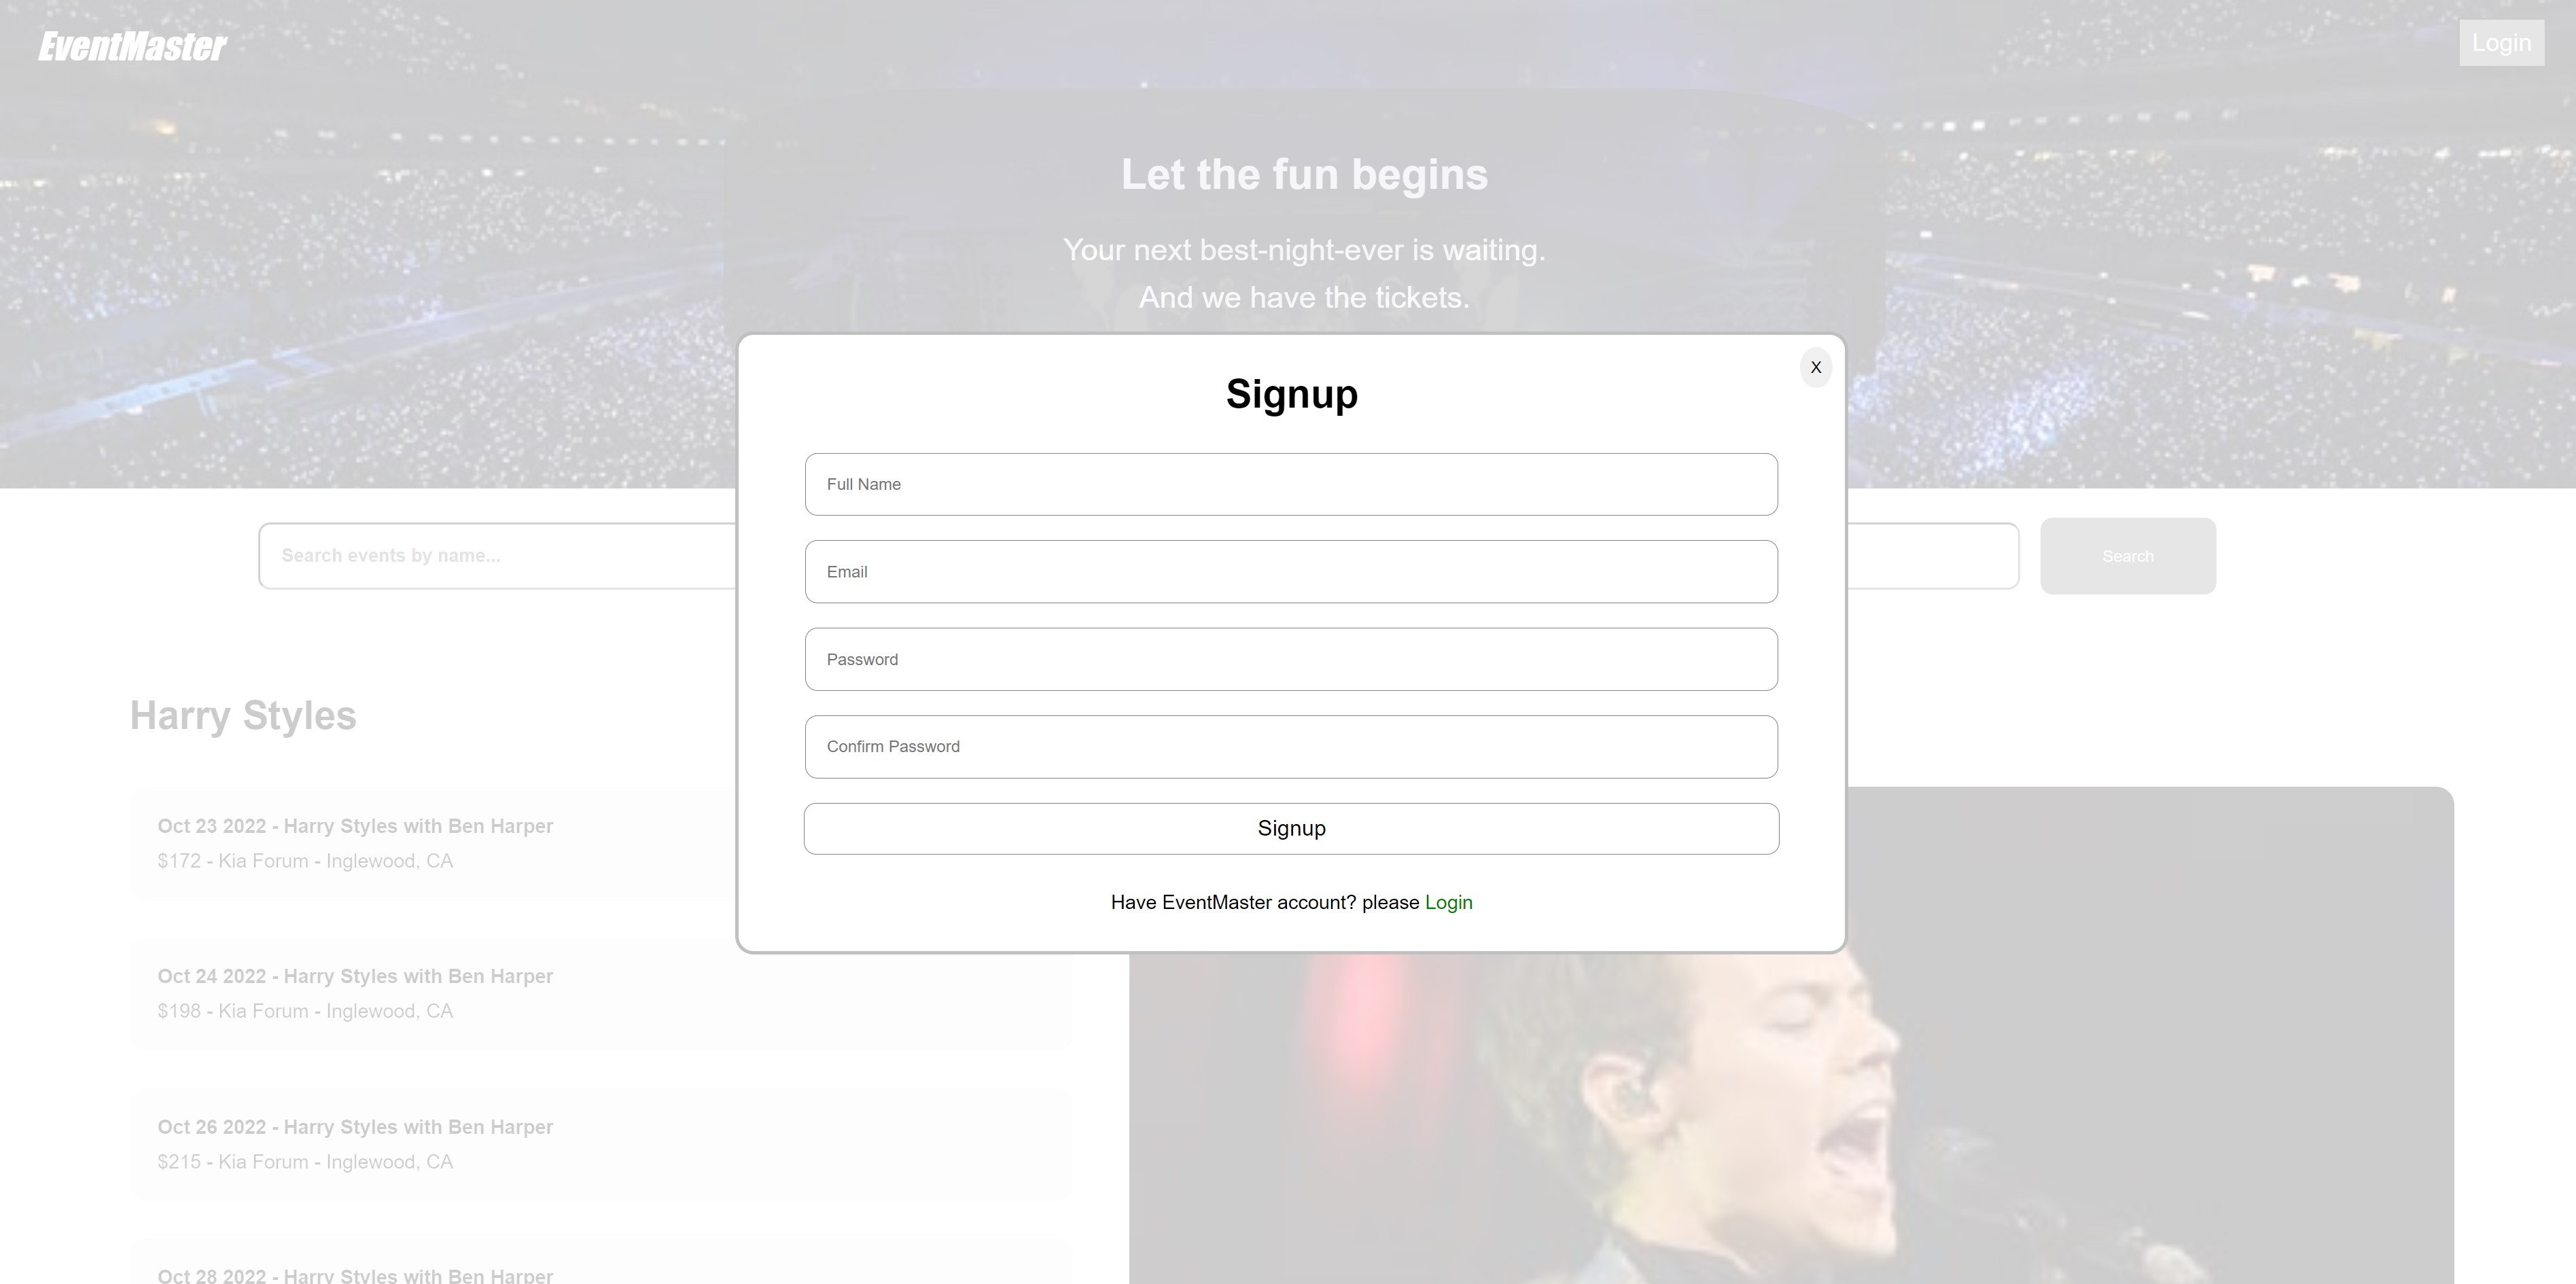 EventMaster
Login
Let the fun begins
Your next best-night-ever is waiting.
And we have the tickets.
X
Signup
Full Name
Email
Password
Confirm Password
Signup
Have EventMaster account? please Login
Search events by name...
Search
Harry Styles
Oct 23 2022 - Harry Styles with Ben Harper
$172 - Kia Forum - Inglewood, CA
Oct 24 2022 - Harry Styles with Ben Harper
$198 - Kia Forum - Inglewood, CA
Oct 26 2022 - Harry Styles with Ben Harper
$215 - Kia Forum - Inglewood, CA
Oct 28 2022 - Harry Styles with Ben Harper